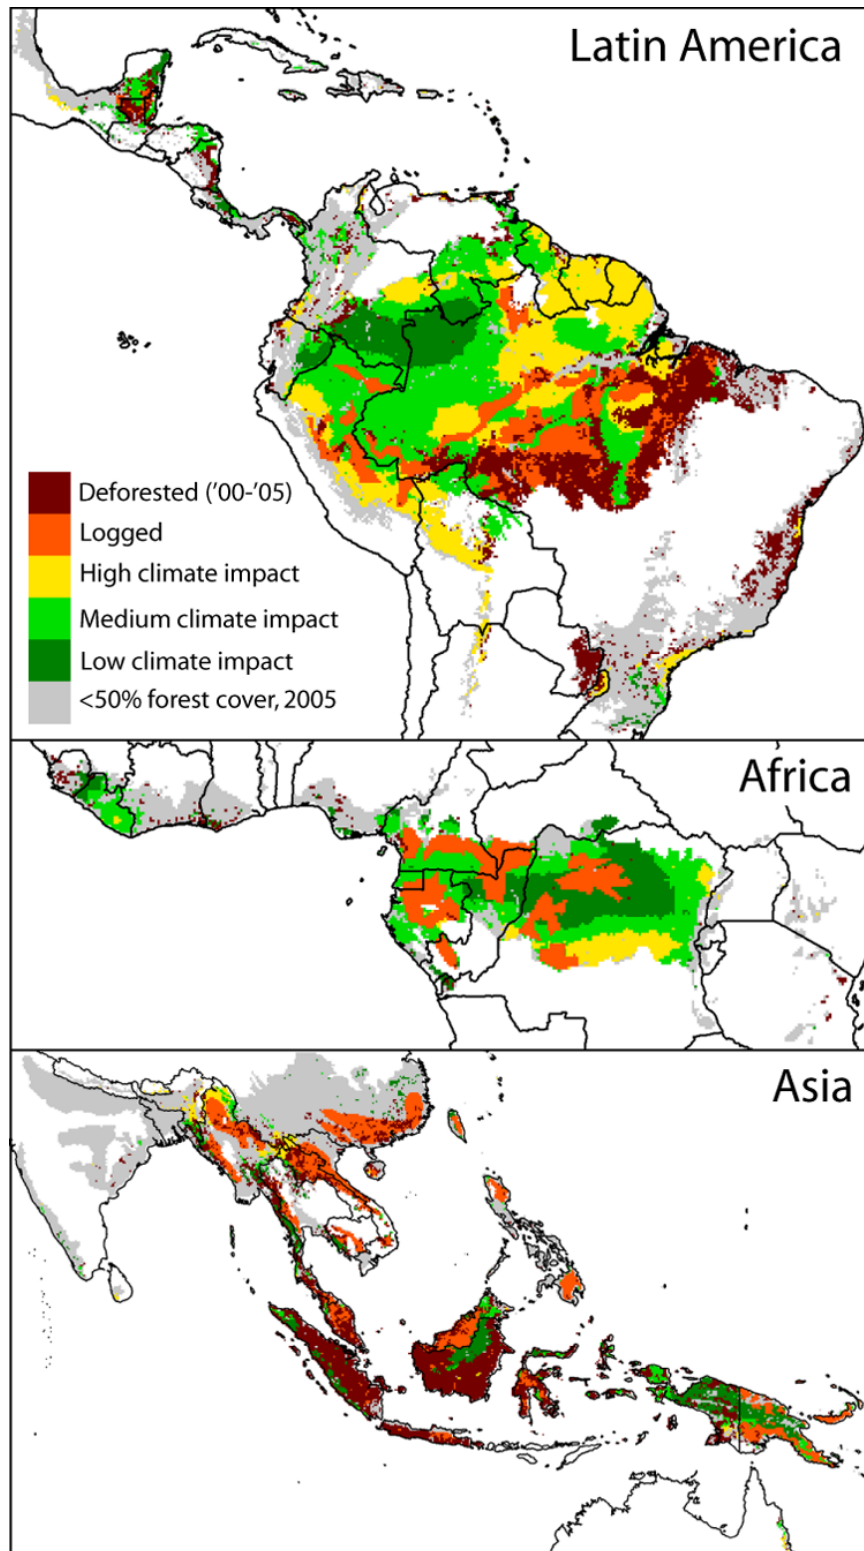 Latin America
Deforested ('00-'05)
Logged
High climate impact
Medium climate impact
Low climate impact
<50% forest cover, 2005
Africa
Asia